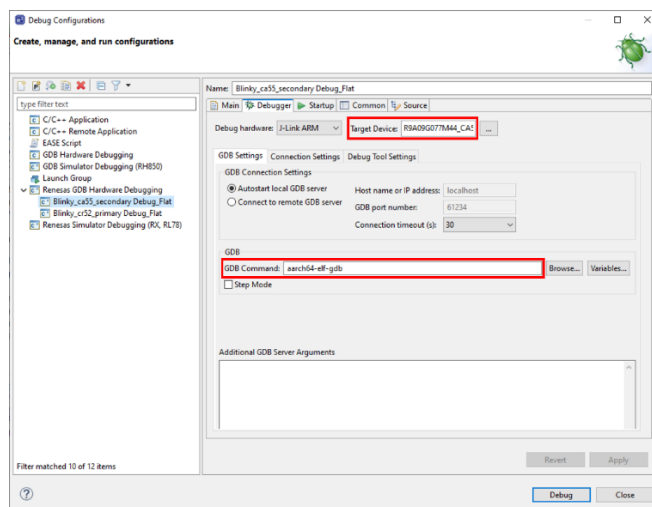 Debug Configurations
Create, manage, and run configurations
type filter text
C/C++ Application
C/C++ Remote Application
EASE Script
GDB Hardware Debugging
GDB Simulator Debugging (RH850)
Launch Group
Renesas GDB Hardware Debugging
Blinky_ca55_secondary Debug_Flat
Blinky_cr52_primary Debug_Flat
Renesas Simulator Debugging (RX, RL78)
Filter matched 10 of 12 items
Name: Blinky_ca55_secondary Debug_Flat
Main Debugger Startup Common Source
Debug hardware: J-Link ARM Target Device: R9A09G077M44_CA5 ...
GDB Settings Connection Settings Debug Tool Settings
GDB Connection Settings
Autostart local GDB server Host name or IP address: localhost
Connect to remote GDB server GDB port number: 61234
Connection timeout (s): 30
GDB
GDB Command: aarch64-elf-gdb Browse... Variables...
Step Mode
Additional GDB Server Arguments
Revert Apply
Debug Close